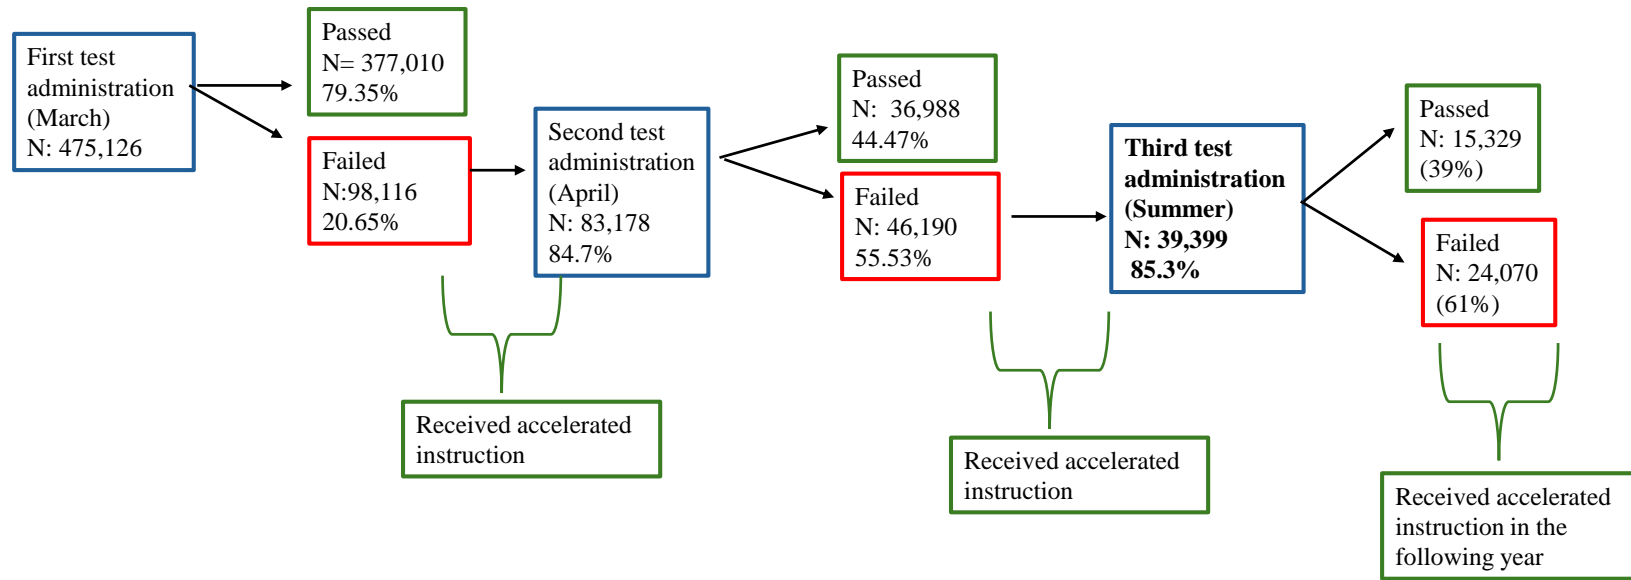 First test
administration
(March)
N: 475,126
Passed
N= 377,010
79.35%
Failed
N:98,116
20.65%
Second test
administration
(April)
N: 83,178
84.7%
Received accelerated
instruction
Passed
N:  36,988
44.47%
Failed
N: 46,190
55.53%
Third test
administration
(Summer)
N: 39,399
85.3%
Received accelerated
instruction
Passed
N: 15,329
(39%)
Failed
N: 24,070
(61%)
Received accelerated
instruction in the
following year